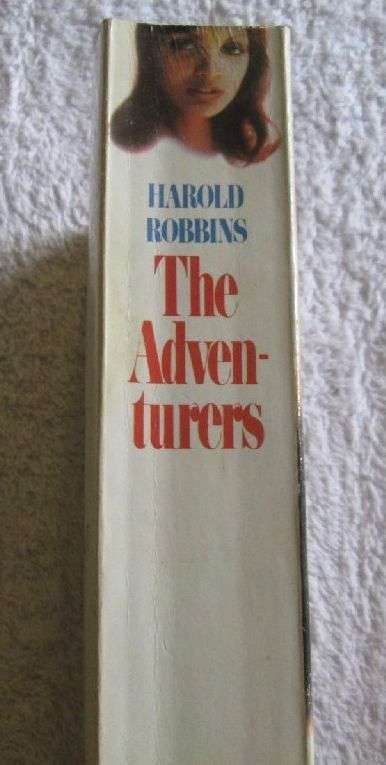 HAROLD
ROBBINS
The
Adven-
turers